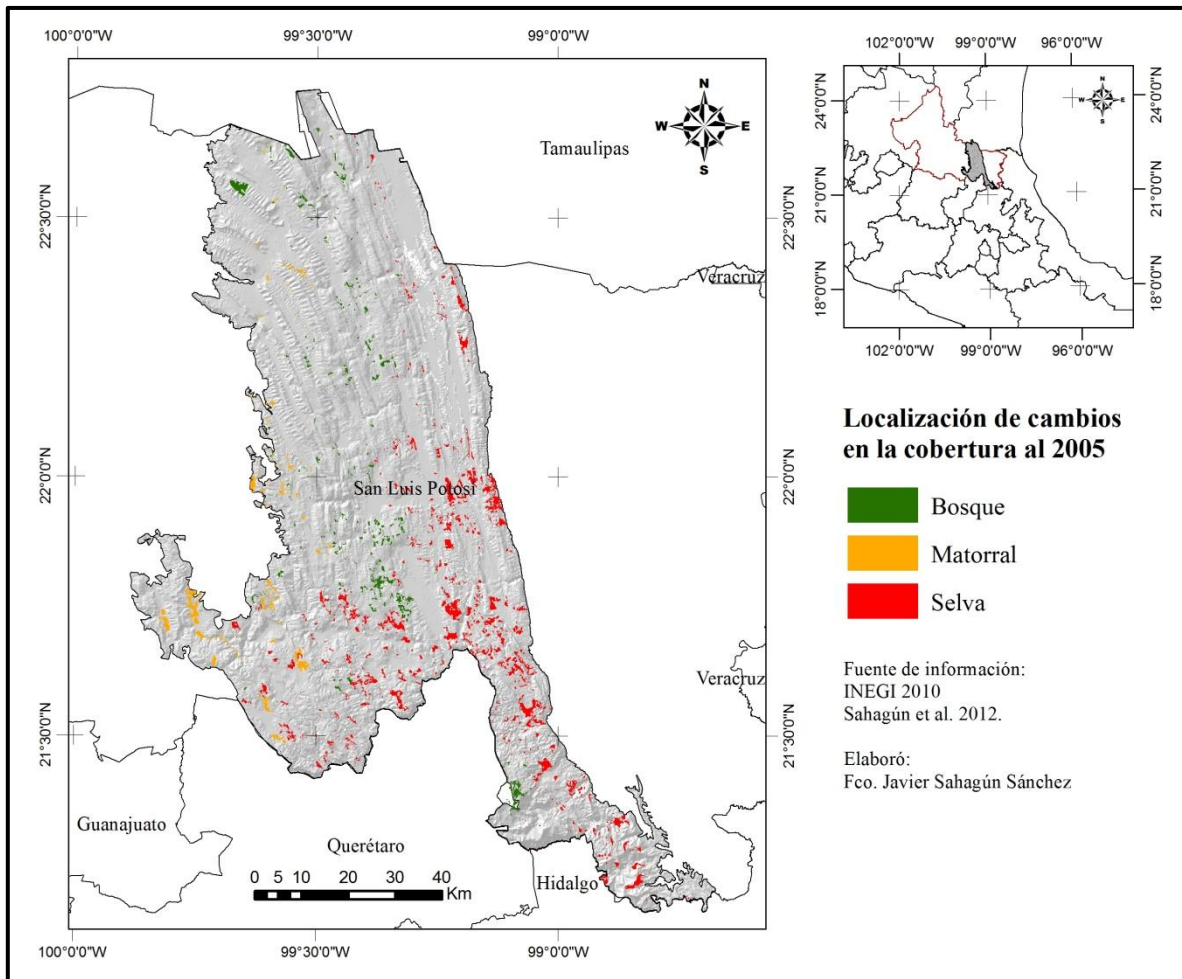 100°0'0"W
99°30'0"W
99°0'0"W
102°0'0"W
99°0'0"W
96°0'0"W
N
W
E
S
N
W
E
S
24°0'0"N
24°0'0"N
21°0'0"N
21°0'0"N
18°0'0"N
18°0'0"N
102°0'0"W
99°0'0"W
96°0'0"W
Tamaulipas
22°30'0"N
22°30'0"N
Veracruz
22°0'0"N
San Luis Potosí
22°0'0"N
Veracruz
21°30'0"N
21°30'0"N
Guanajuato
Querétaro
Hidalgo
0 5 10 20 30 40
Km
100°0'0"W
99°30'0"W
99°0'0"W
Localización de cambios
en la cobertura al 2005
Bosque
Matorral
Selva
Fuente de información:
INEGI 2010
Sahagún et al. 2012.
Elaboró:
Fco. Javier Sahagún Sánchez